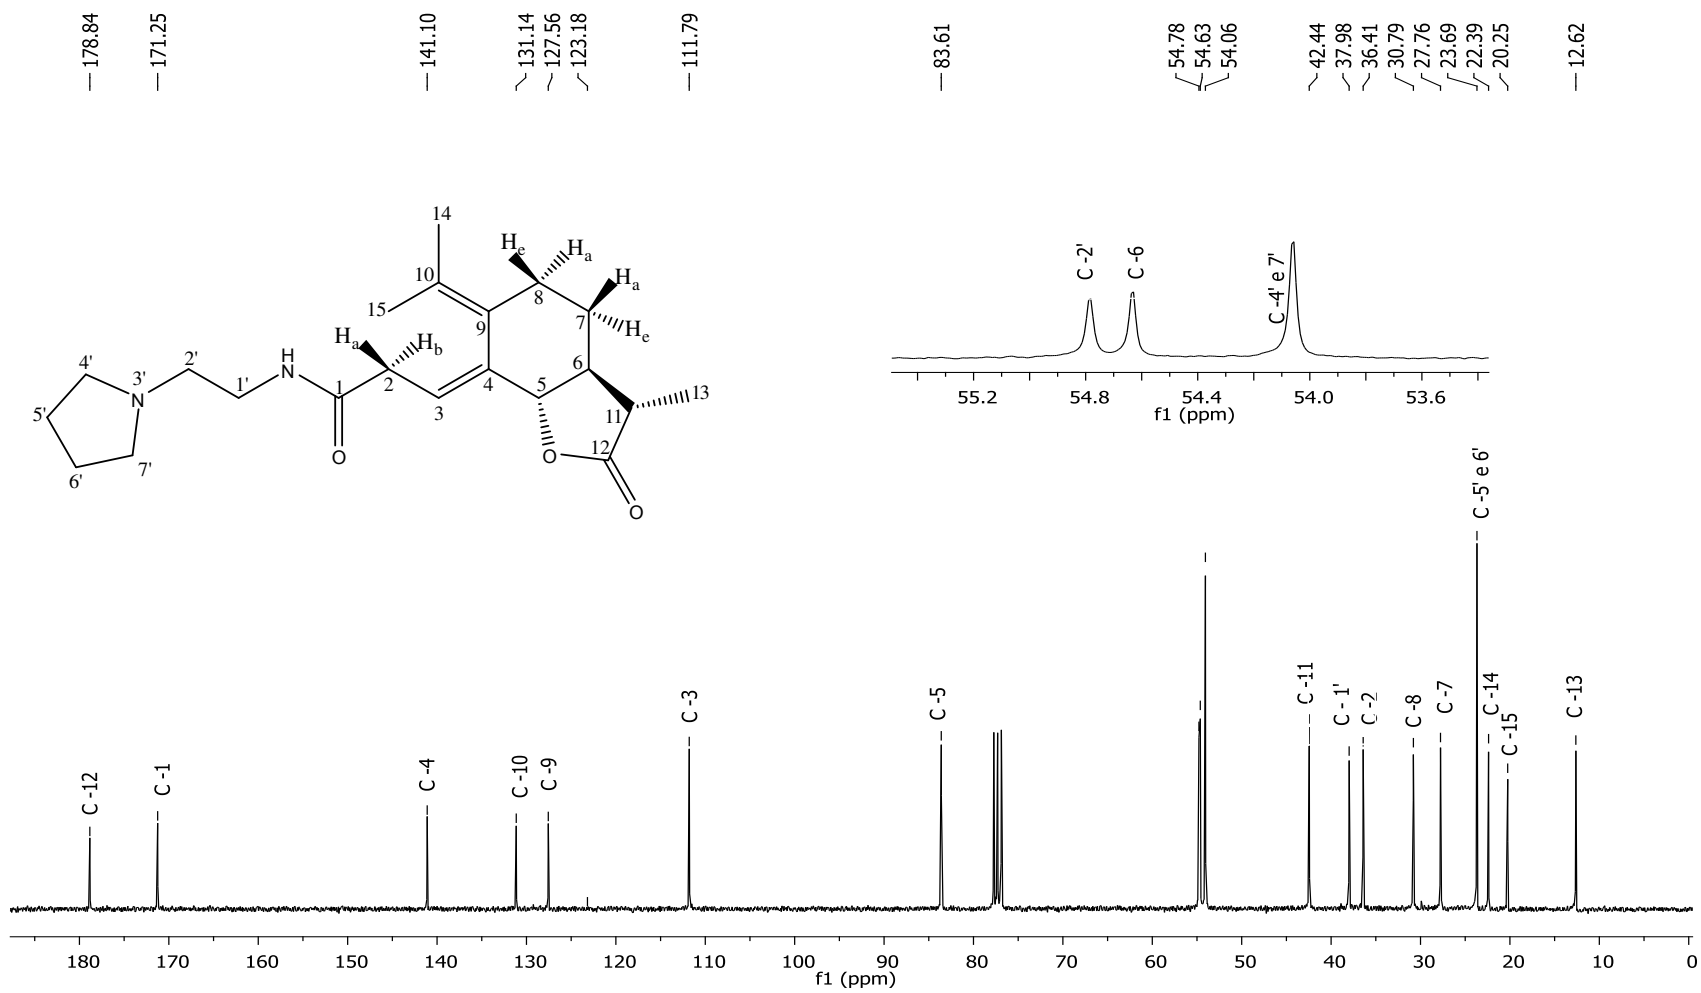 178.84
171.25
141.10
131.14
127.56
123.18
111.79
83.61
54.78
54.63
54.06
42.44
37.98
36.41
30.79
27.76
23.69
22.39
20.25
12.62
14
He
Ha
10
Ha
15
8
9
7
He
Ha
Hb
H
N
4'
2'
3'
N
1'
1
2
3
4
5
6
5'
11
13
O
O
12
6'
7'
O
C -2'
C -6
C -4' e 7'
55.2 54.8 54.4 54.0 53.6
f1 (ppm)
C -12
C -1
C -4
C -10
C -9
C -3
C -5
C -11
C - 1'
C -2
C -8
C -7
C -5' e 6'
C -14
C -15
C -13
180 170 160 150 140 130 120 110 100 90 80 70 60 50 40 30 20 10 0
f1 (ppm)